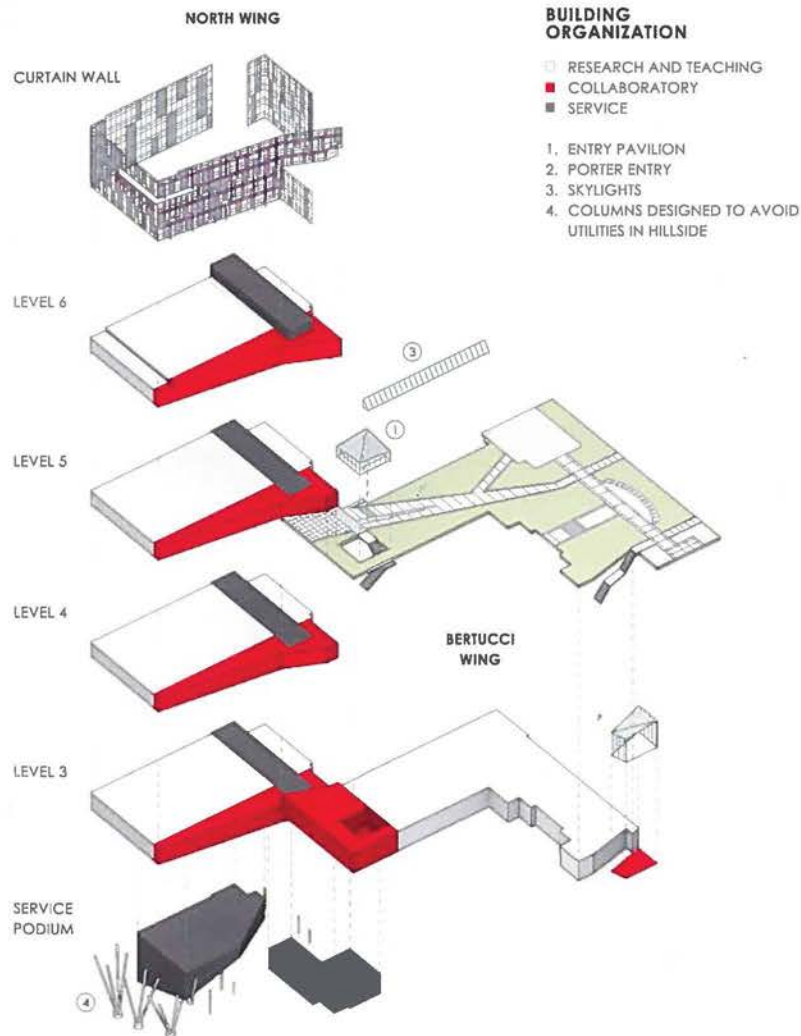 NORTH WING
BUILDING
ORGANIZATION
CURTAIN WALL
RESEARCH AND TEACHING
COLLABORATORY
SERVICE
1. ENTRY PAVILION
2. PORTER ENTRY
3. SKYLIGHTS
4. COLUMNS DESIGNED TO AVOID
UTILITIES IN HILLSIDE
LEVEL 6
3
1
LEVEL 5
LEVEL 4
BERTUCCI
WING
LEVEL 3
SERVICE
PODIUM
4